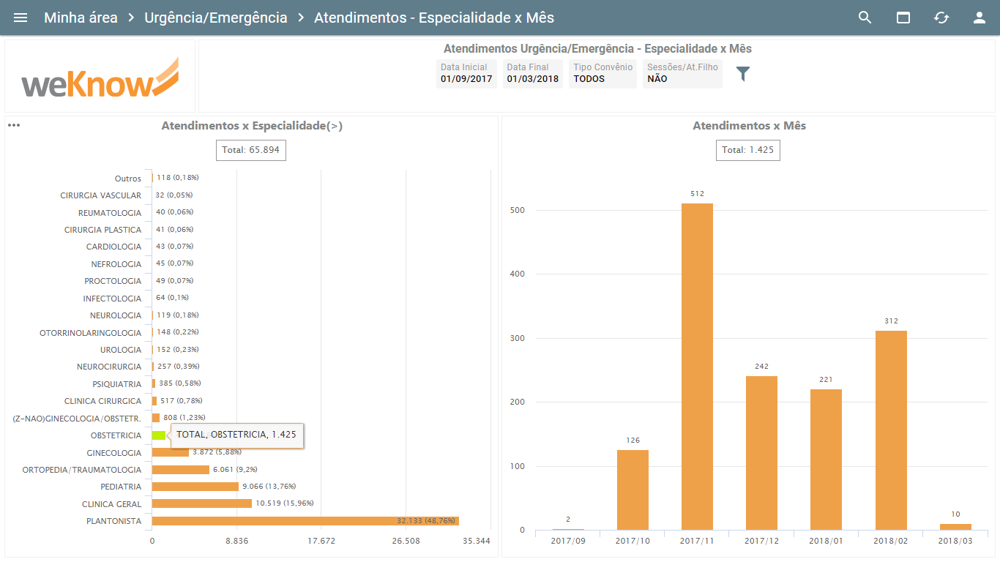 Minha área > Urgência/Emergência > Atendimentos - Especialidade x Mês
weKnow
Atendimentos Urgência/Emergência - Especialidade x Mês
Data Inicial
01/09/2017
Data Final
01/03/2018
Tipo Convênio
TODOS
Sessões/At.Filho
NÃO
Atendimentos x Especialidade(>)
Total: 65.894
Outros 118 (0,18%)
CIRURGIA VASCULAR 32 (0,05%)
REUMATOLOGIA 40 (0,06%)
CIRURGIA PLASTICA 41 (0,06%)
CARDIOLOGIA 43 (0,07%)
NEFROLOGIA 45 (0,07%)
PROCTOLOGIA 49 (0,07%)
INFECTOLOGIA 64 (0,1%)
NEUROLOGIA 119 (0,18%)
OTORRINOLARINGOLOGIA 148 (0,22%)
UROLOGIA 152 (0,23%)
NEUROCIRURGIA 257 (0,39%)
PSIQUIATRIA 385 (0,58%)
CLINICA CIRURGICA 517 (0,78%)
(Z-NAO)GINECOLOGIA/OBSTETR. 808 (1,23%)
OBSTETRICIA TOTAL, OBSTETRICIA, 1.425
GINECOLOGIA 3.872 (5,88%)
ORTOPEDIA/TRAUMATOLOGIA 6.061 (9,2%)
PEDIATRIA 9.066 (13,76%)
CLINICA GERAL 10.519 (15,96%)
PLANTONISTA 32.133 (48,76%)
0 8.836 17.672 26.508 35.344
Atendimentos x Mês
Total: 1.425
500
400
300
200
100
0
2
126
512
242
221
312
10
2017/09 2017/10 2017/11 2017/12 2018/01 2018/02 2018/03